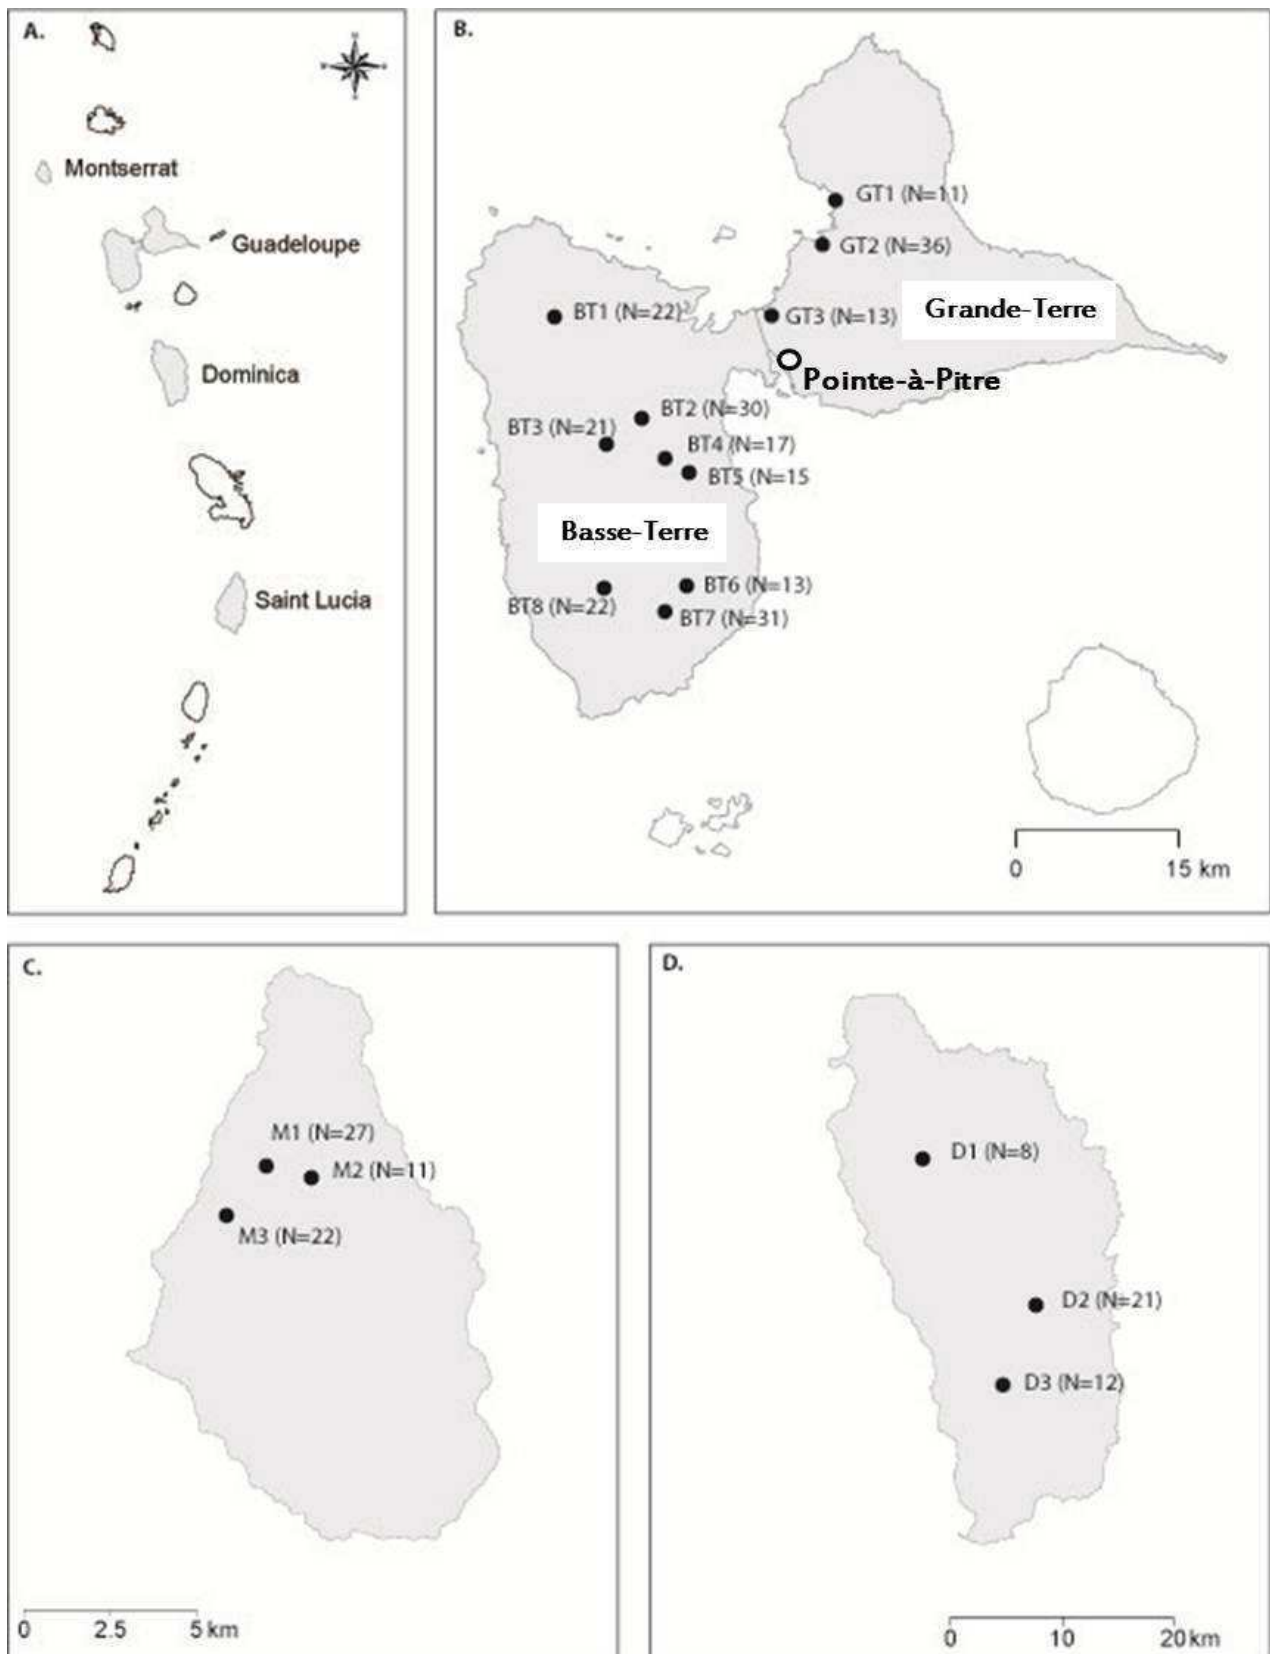 A.
Montserrat
Guadeloupe
Dominica
Saint Lucia
B.
GT1 (N=11)
GT2 (N=36)
BT1 (N=22)
GT3 (N=13)
Grande-Terre
Pointe-à-Pitre
BT2 (N=30)
BT3 (N=21)
BT4 (N=17)
BT5 (N=15
Basse-Terre
BT6 (N=13)
BT8 (N=22)
BT7 (N=31)
0 15 km
C.
M1 (N=27)
M2 (N=11)
M3 (N=22)
0 2.5 5 km
D.
D1 (N=8)
D2 (N=21)
D3 (N=12)
0 10 20 km